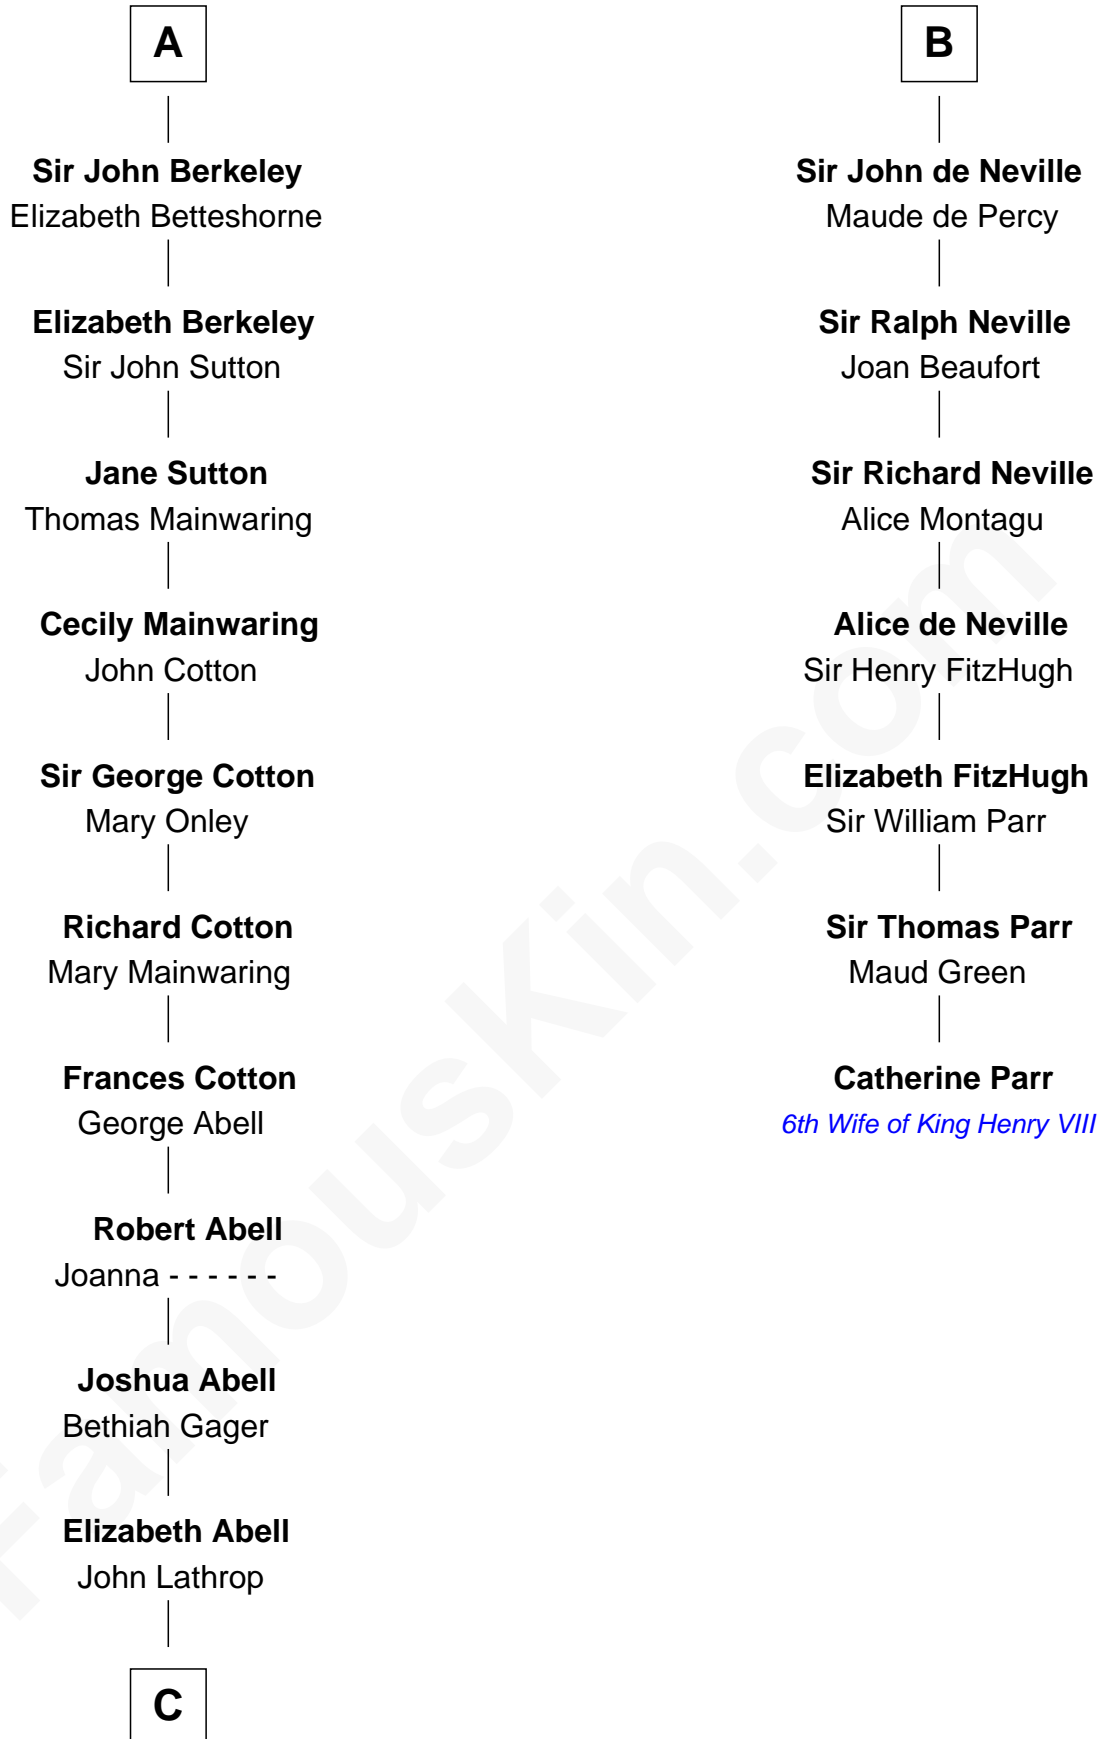 A
Sir John Berkeley
Elizabeth Betteshorne
Elizabeth Berkeley
Sir John Sutton
Jane Sutton
Thomas Mainwaring
Cecily Mainwaring
John Cotton
Sir George Cotton
Mary Onley
Richard Cotton
Mary Mainwaring
Frances Cotton
George Abell
Robert Abell
Joanna - - - - - -
Joshua Abell
Bethiah Gager
Elizabeth Abell
John Lathrop
C
B
Sir John de Neville
Maude de Percy
Sir Ralph Neville
Joan Beaufort
Sir Richard Neville
Alice Montagu
Alice de Neville
Sir Henry FitzHugh
Elizabeth FitzHugh
Sir William Parr
Sir Thomas Parr
Maud Green
Catherine Parr
6th Wife of King Henry VIII
FamousKin.com